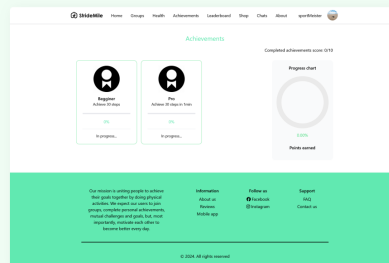 StrideMile Home Groups Health Achievements Leaderboard Shop Chats About sportMeister
Achievements
Completed achievements score: 0/10
Begginer
Achieve 10 steps
0%
In progress...
Pro
Achieve 30 steps in 1min
0%
In progress...
Progress chart
Points earned
Our mission is uniting people to achieve
their goals together by doing physical
activities. We expect our users to join
groups, complete personal achievements,
mutual challenges and goals, but, most
importantly, motivate each other to
become better every day.
Information
About us
Reviews
Mobile app
Follow us
Facebook
Instagram
Support
FAQ
Contact us
© 2024. All rights reserved